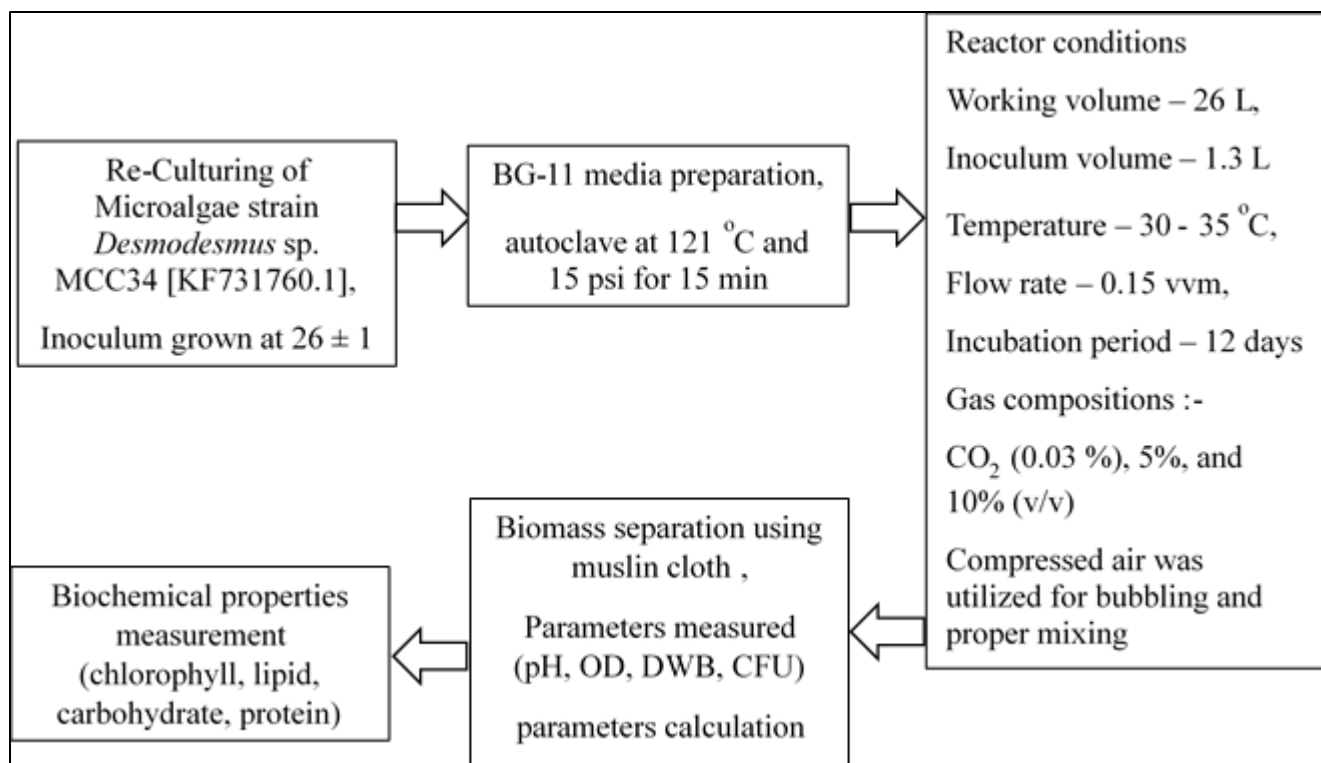 Re-Culturing of
Microalgae strain
Desmodesmus sp.
MCC34 [KF731760.1],
Inoculum grown at 26 ± 1
BG-11 media preparation,
autoclave at 121 °C and
15 psi for 15 min
Reactor conditions
Working volume – 26 L,
Inoculum volume – 1.3 L
Temperature – 30 - 35 °C,
Flow rate – 0.15 vvm,
Incubation period – 12 days
Gas compositions :-
CO₂ (0.03 %), 5%, and
10% (v/v)
Compressed air was
utilized for bubbling and
proper mixing
Biomass separation using
muslin cloth ,
Parameters measured
(pH, OD, DWB, CFU)
parameters calculation
Biochemical properties
measurement
(chlorophyll, lipid,
carbohydrate, protein)